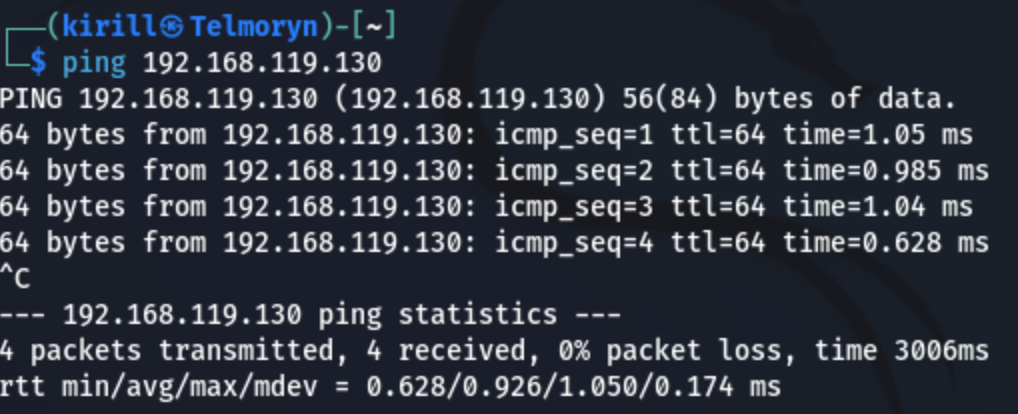 ┌──(kirill㉿Telmoryn)-[~]
└─$ ping 192.168.119.130
PING 192.168.119.130 (192.168.119.130) 56(84) bytes of data.
64 bytes from 192.168.119.130: icmp_seq=1 ttl=64 time=1.05 ms
64 bytes from 192.168.119.130: icmp_seq=2 ttl=64 time=0.985 ms
64 bytes from 192.168.119.130: icmp_seq=3 ttl=64 time=1.04 ms
64 bytes from 192.168.119.130: icmp_seq=4 ttl=64 time=0.628 ms
^C
--- 192.168.119.130 ping statistics ---
4 packets transmitted, 4 received, 0% packet loss, time 3006ms
rtt min/avg/max/mdev = 0.628/0.926/1.050/0.174 ms